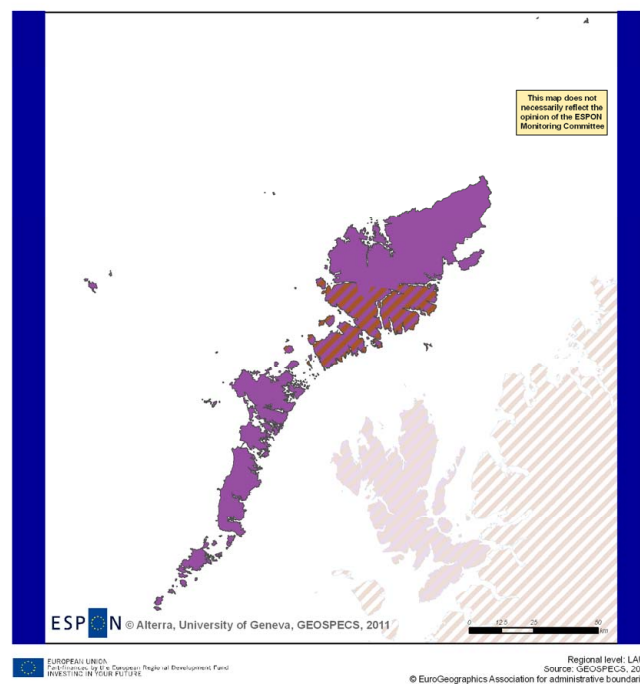 This map does not
necessarily reflect the
opinion of the ESPON
Monitoring Committee
ESPON © Alterra, University of Geneva, GEOSPECS, 2011
0 12.5 25 50
km
EUROPEAN UNION
Part-financed by the European Regional Development Fund
INVESTING IN YOUR FUTURE
Regional level: LAU
Source: GEOSPECS, 20
© EuroGeographics Association for administrative boundari